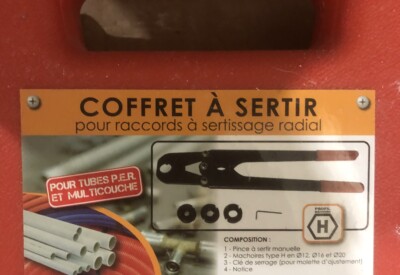 COFFRET À SERTIR
pour raccords à sertissage radial
POUR TUBES P.E.R.
ET MULTICOUCHE
H
COMPOSITION :
1 - Pince à sertir manuelle
2 - Machoires type H en Ø12, Ø16 et Ø20
3 - Clé de serrage (pour molette d'ajustement)
4 - Notice